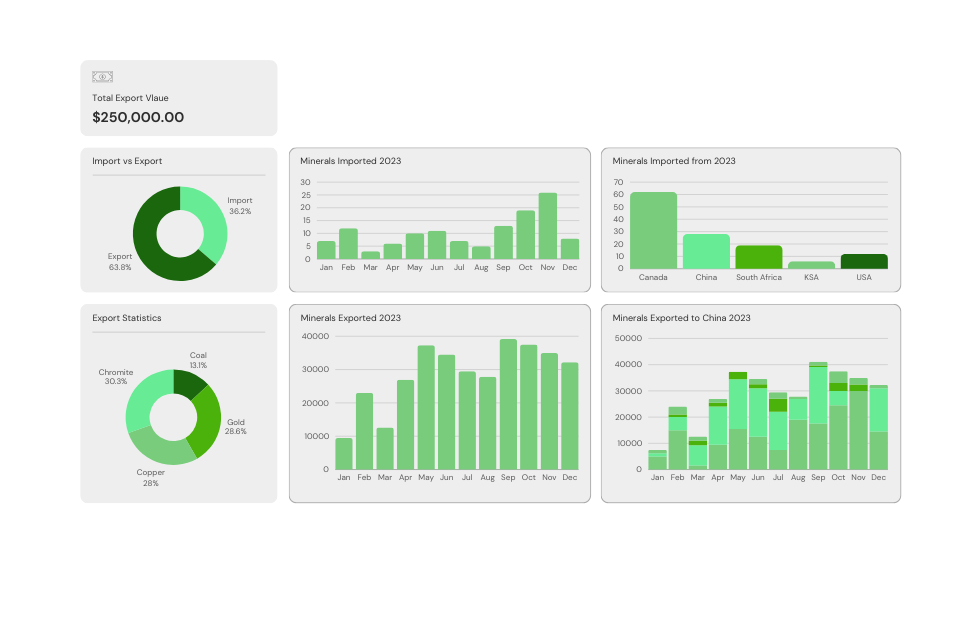 Total Export Vlaue
$250,000.00
Import vs Export
Import
36.2%
Export
63.8%
Minerals Imported 2023
30
25
20
15
10
5
0
Jan Feb Mar Apr May Jun Jul Aug Sep Oct Nov Dec
Minerals Imported from 2023
70
60
50
40
30
20
10
0
Canada China South Africa KSA USA
Export Statistics
Coal
13.1%
Chromite
30.3%
Gold
28.6%
Copper
28%
Minerals Exported 2023
40000
30000
20000
10000
0
Jan Feb Mar Apr May Jun Jul Aug Sep Oct Nov Dec
Minerals Exported to China 2023
50000
40000
30000
20000
10000
0
Jan Feb Mar Apr May Jun Jul Aug Sep Oct Nov Dec